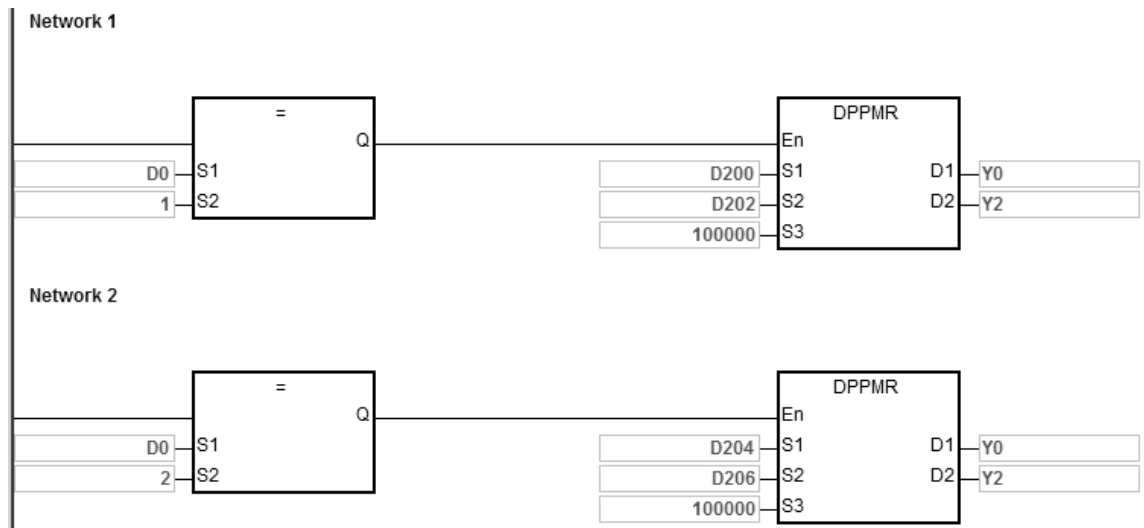 Network 1
= DPPMR
Q En
D0 S1 D200 S1 D1 Y0
1 S2 D202 S2 D2 Y2
100000 S3
Network 2
= DPPMR
Q En
D0 S1 D204 S1 D1 Y0
2 S2 D206 S2 D2 Y2
100000 S3